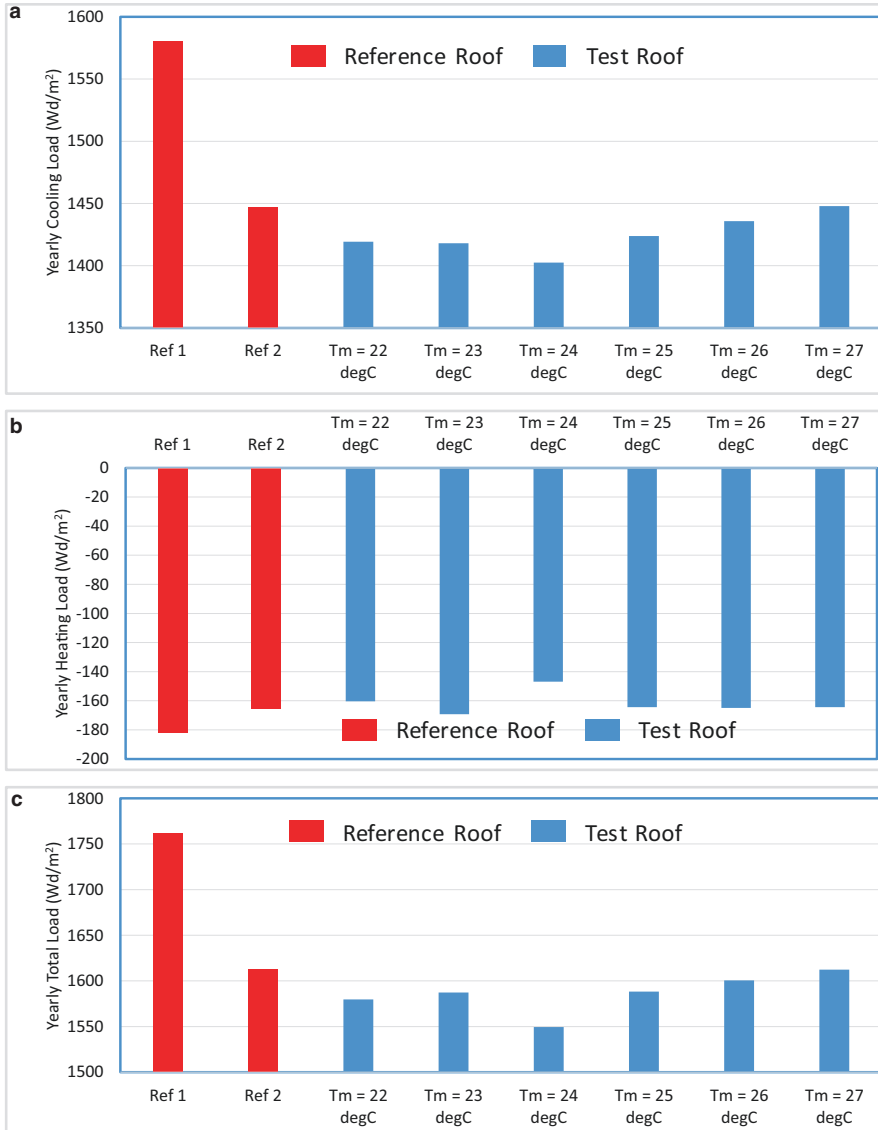 a
1600
1550
1500
1450
1400
1350
Yearly Cooling Load (Wd/m²)
Reference Roof Test Roof
Ref 1 Ref 2 Tm = 22 Tm = 23 Tm = 24 Tm = 25 Tm = 26 Tm = 27
degC degC degC degC degC degC
b
Tm = 22 Tm = 23 Tm = 24 Tm = 25 Tm = 26 Tm = 27
Ref 1 Ref 2 degC degC degC degC degC degC
0
-20
-40
-60
-80
-100
-120
-140
-160
-180
-200
Yearly Heating Load (Wd/m²)
Reference Roof Test Roof
c
1800
1750
1700
1650
1600
1550
1500
Yearly Total Load (Wd/m²)
Reference Roof Test Roof
Ref 1 Ref 2 Tm = 22 Tm = 23 Tm = 24 Tm = 25 Tm = 26 Tm = 27
degC degC degC degC degC degC